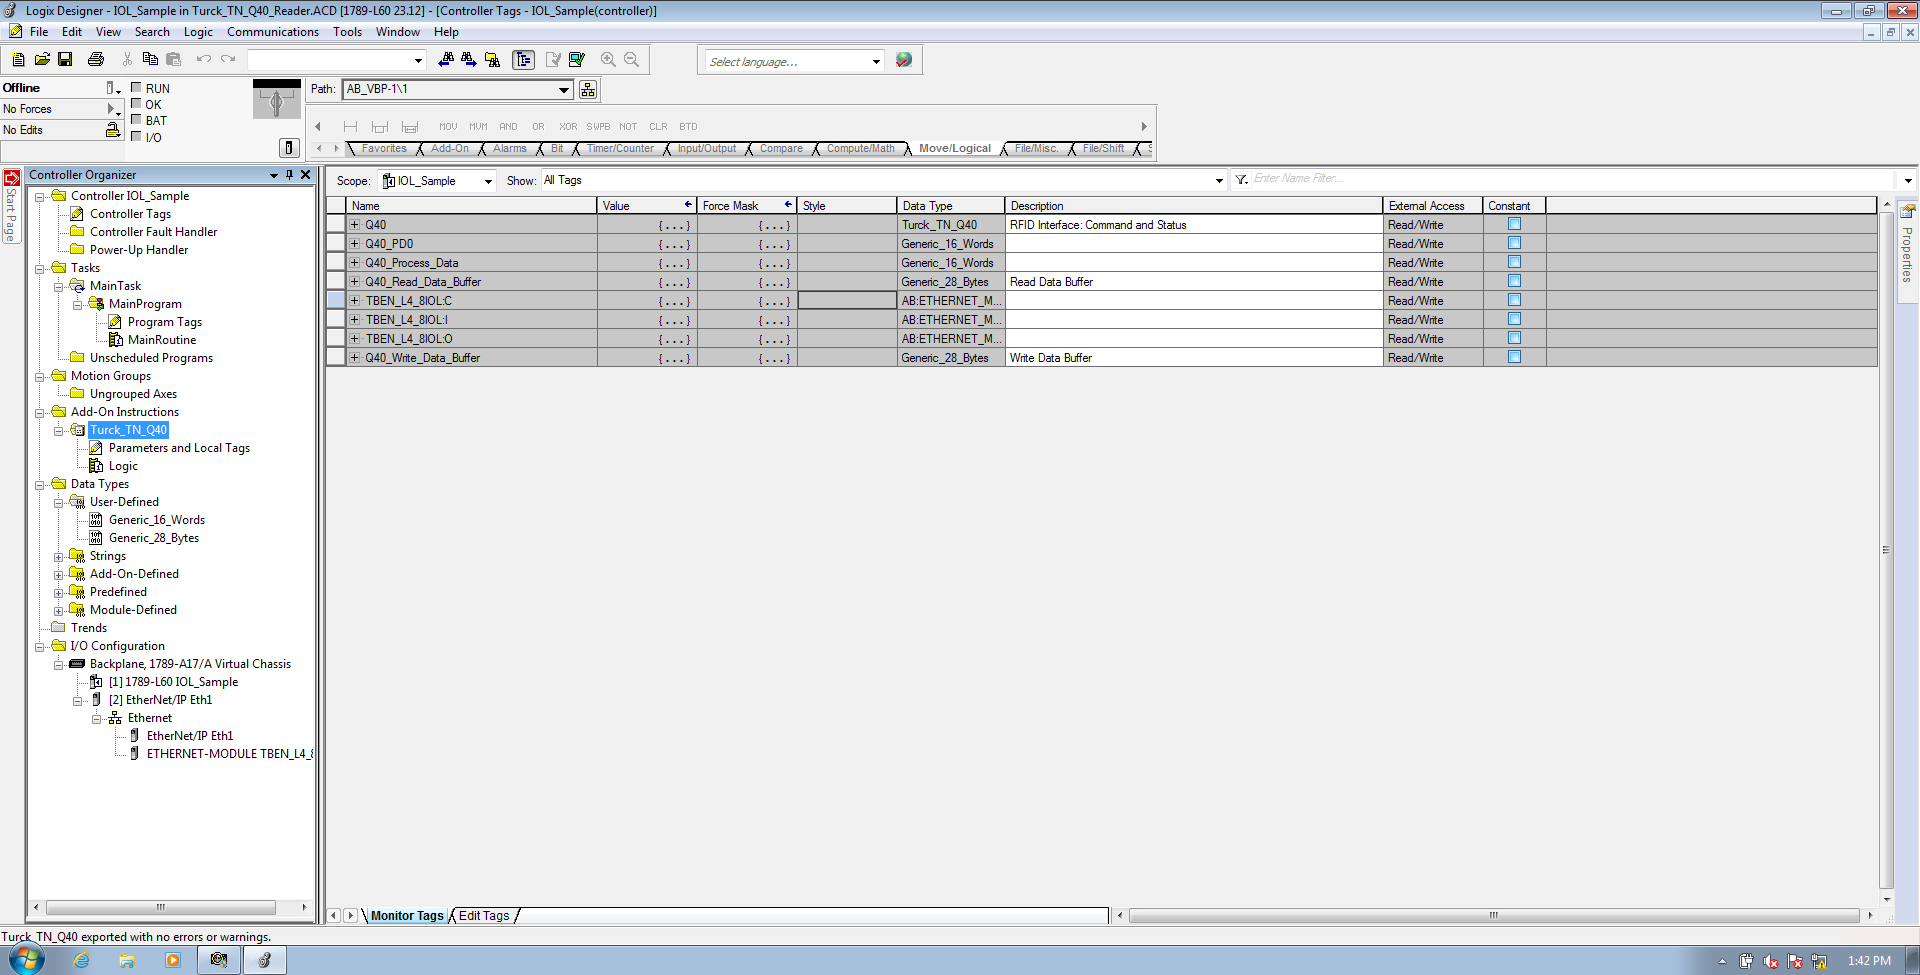 Logix Designer - IOL_Sample in Turck_TN_Q40_Reader.ACD [1789-L60 23.12] - [Controller Tags - IOL_Sample(controller)]
File Edit View Search Logic Communications Tools Window Help
Select language...
Offline
RUN
No Forces
OK
No Edits
BAT
I/O
Path: AB_VBP-1\1
MOV MVM AND OR XOR SWPB NOT CLR BTD
Favorites Add-On Alarms Bit Timer/Counter Input/Output Compare Compute/Math Move/Logical File/Misc. File/Shift
Start Page
Controller Organizer
Controller IOL_Sample
Controller Tags
Controller Fault Handler
Power-Up Handler
Tasks
MainTask
MainProgram
Program Tags
MainRoutine
Unscheduled Programs
Motion Groups
Ungrouped Axes
Add-On Instructions
Turck_TN_Q40
Parameters and Local Tags
Logic
Data Types
User-Defined
Generic_16_Words
Generic_28_Bytes
Strings
Add-On-Defined
Predefined
Module-Defined
Trends
I/O Configuration
Backplane, 1789-A17/A Virtual Chassis
[1] 1789-L60 IOL_Sample
[2] EtherNet/IP Eth1
Ethernet
EtherNet/IP Eth1
ETHERNET-MODULE TBEN_L4_8
Scope: IOL_Sample Show: All Tags Enter Name Filter...
Name Value Force Mask Style Data Type Description External Access Constant
Q40 {...} {...} Turck_TN_Q40 RFID Interface: Command and Status Read/Write
Q40_PD0 {...} {...} Generic_16_Words Read/Write
Q40_Process_Data {...} {...} Generic_16_Words Read/Write
Q40_Read_Data_Buffer {...} {...} Generic_28_Bytes Read Data Buffer Read/Write
TBEN_L4_8IOL:C {...} {...} AB:ETHERNET_M... Read/Write
TBEN_L4_8IOL:I {...} {...} AB:ETHERNET_M... Read/Write
TBEN_L4_8IOL:O {...} {...} AB:ETHERNET_M... Read/Write
Q40_Write_Data_Buffer {...} {...} Generic_28_Bytes Write Data Buffer Read/Write
Properties
Monitor Tags Edit Tags
Turck_TN_Q40 exported with no errors or warnings.
1:42 PM